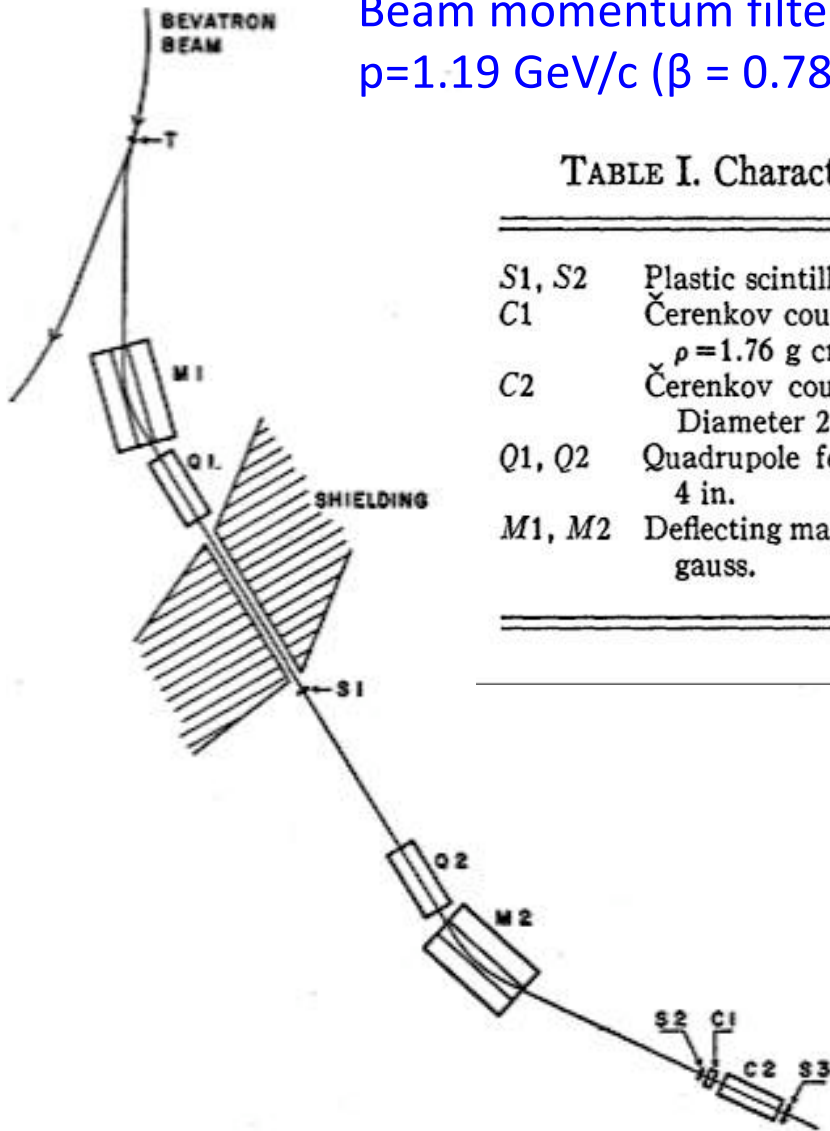 Beam momentum filte
p=1.19 GeV/c (β = 0.78
BEVATRON
BEAM
T
TABLE I. Charact
S1, S2 Plastic scintill
C1 Čerenkov cou
ρ=1.76 g c
C2 Čerenkov cou
Diameter 2
Q1, Q2 Quadrupole f
4 in.
M1, M2 Deflecting ma
gauss.
M1
Q1
SHIELDING
S1
Q2
M2
S2 C1
C2 S3